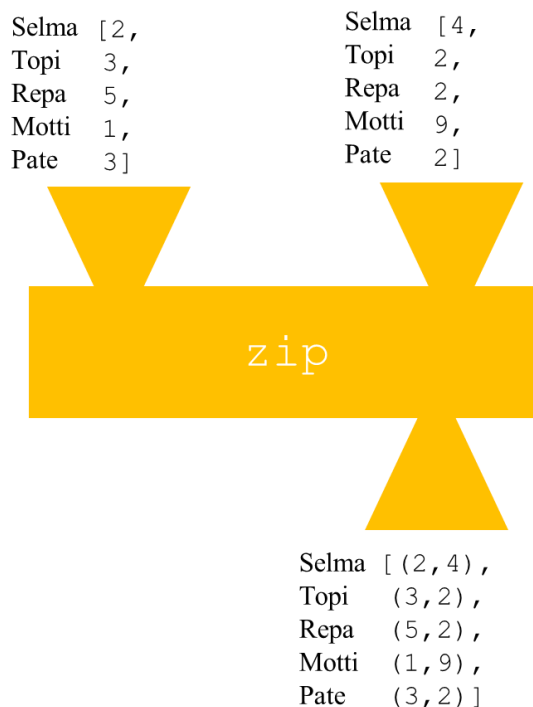 Selma [2,
Topi 3,
Repa 5,
Motti 1,
Pate 3]
Selma [4,
Topi 2,
Repa 2,
Motti 9,
Pate 2]
zip
Selma [(2,4),
Topi (3,2),
Repa (5,2),
Motti (1,9),
Pate (3,2)]